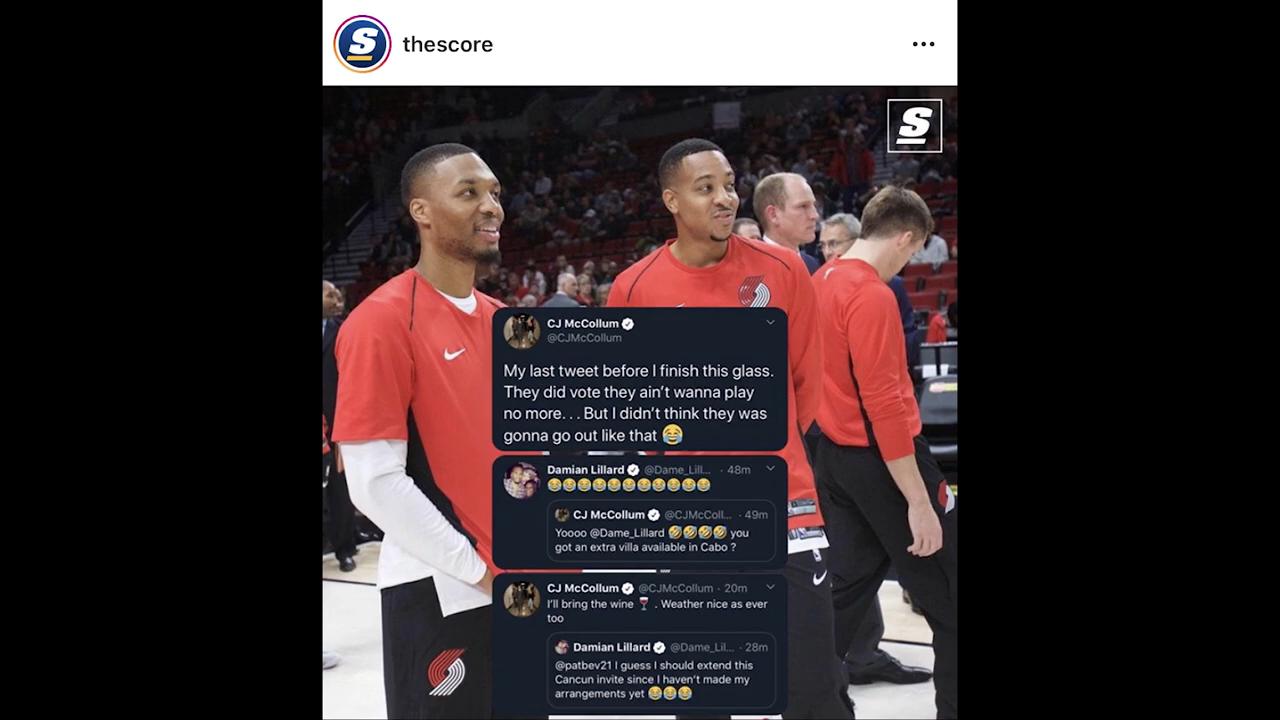 thescore
S
CJ McCollum
@CJMcCollum
My last tweet before I finish this glass.
They did vote they ain't wanna play
no more. . . But I didn't think they was
gonna go out like that 😂
Damian Lillard @Dame_Lill... · 48m
😂😂😂😂😂😂😂😂😂😂😂
CJ McCollum @CJMcColl... · 49m
Yoooo @Dame_Lillard 🤣🤣🤣🤣 you
got an extra villa available in Cabo ?
CJ McCollum @CJMcCollum · 20m
I'll bring the wine 🍷 . Weather nice as ever
too
Damian Lillard @Dame_Lil... · 28m
@patbev21 I guess I should extend this
Cancun invite since I haven't made my
arrangements yet 😂😂😂